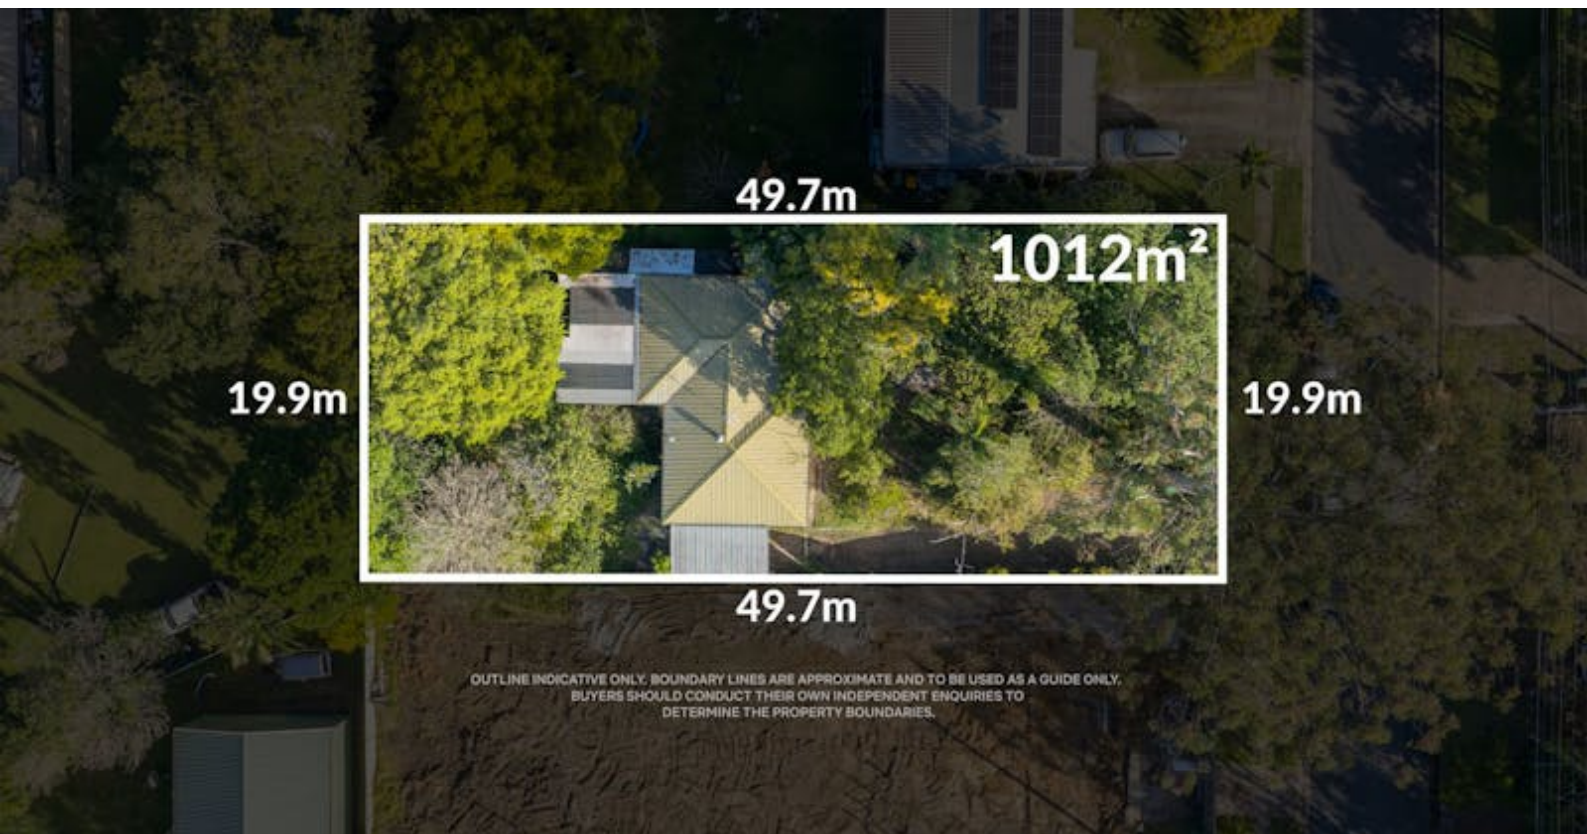 49.7m
1012m²
19.9m
19.9m
49.7m
OUTLINE INDICATIVE ONLY. BOUNDARY LINES ARE APPROXIMATE AND TO BE USED AS A GUIDE ONLY.
BUYERS SHOULD CONDUCT THEIR OWN INDEPENDENT ENQUIRIES TO
DETERMINE THE PROPERTY BOUNDARIES.